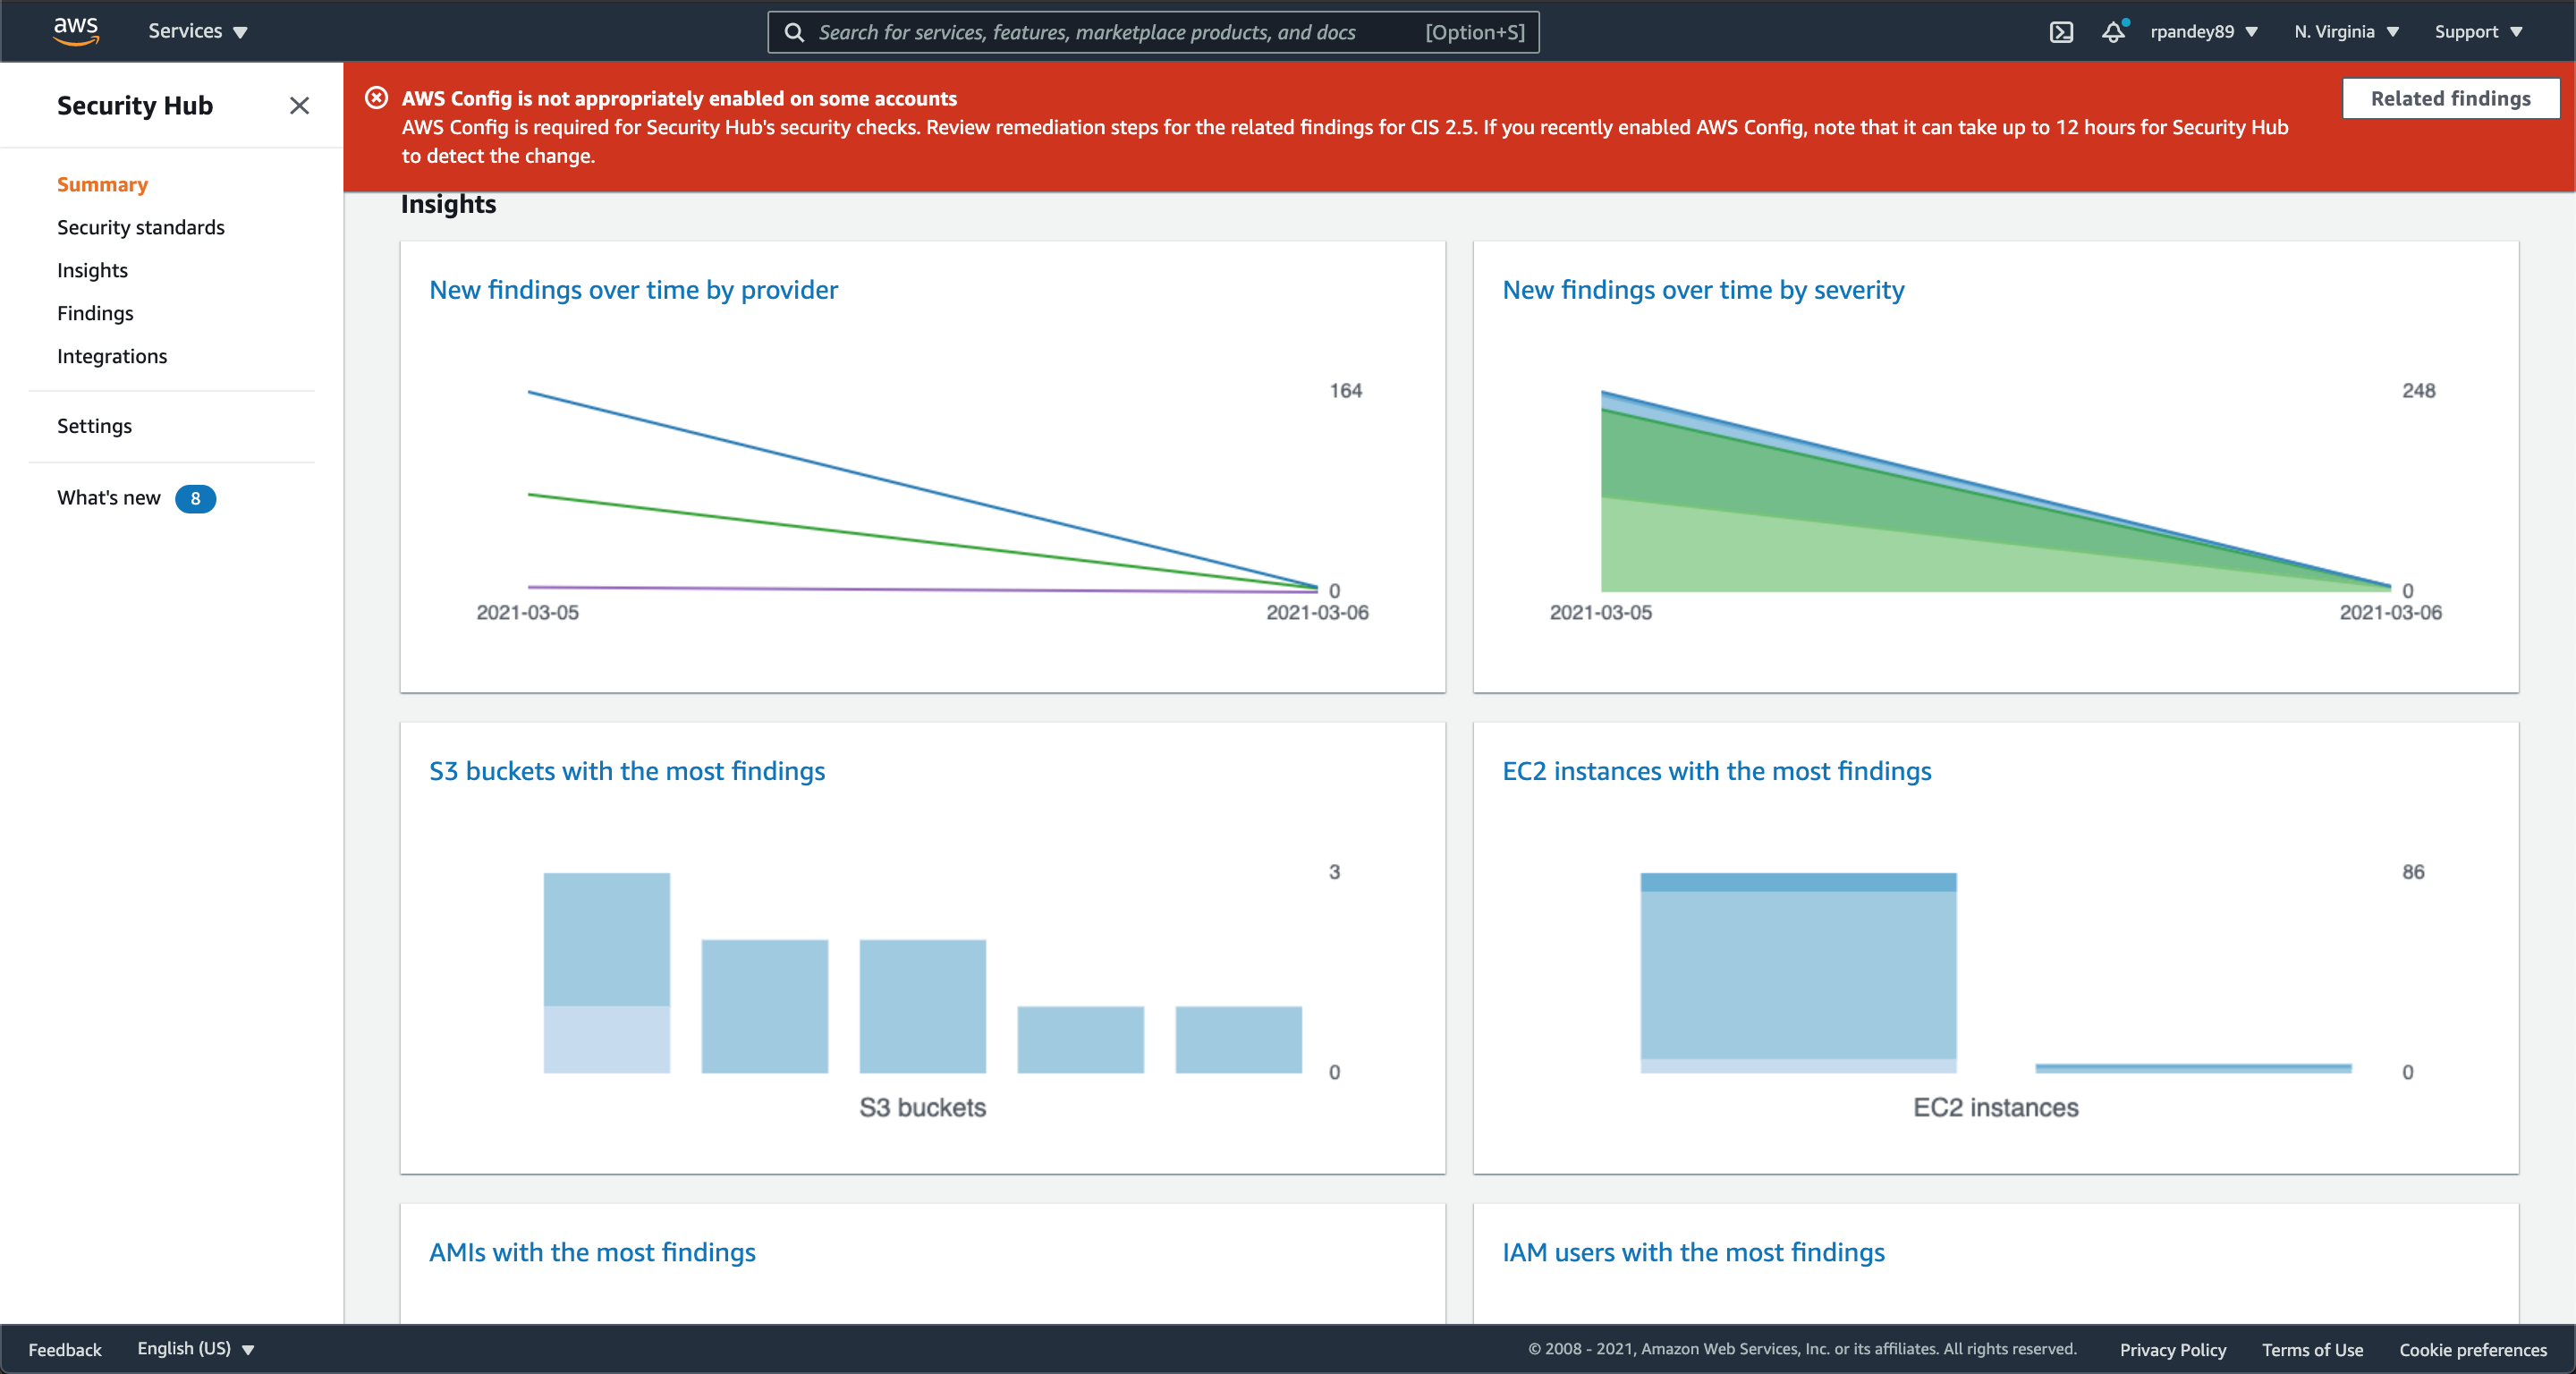 aws
Services
Search for services, features, marketplace products, and docs [Option+S]
rpandey89
N. Virginia
Support
Security Hub
Summary
Security standards
Insights
Findings
Integrations
Settings
What's new 8
AWS Config is not appropriately enabled on some accounts
AWS Config is required for Security Hub's security checks. Review remediation steps for the related findings for CIS 2.5. If you recently enabled AWS Config, note that it can take up to 12 hours for Security Hub
to detect the change.
Related findings
Insights
New findings over time by provider
164
0
2021-03-05 2021-03-06
New findings over time by severity
248
0
2021-03-05 2021-03-06
S3 buckets with the most findings
3
0
S3 buckets
EC2 instances with the most findings
86
0
EC2 instances
AMIs with the most findings
IAM users with the most findings
Feedback
English (US)
© 2008 - 2021, Amazon Web Services, Inc. or its affiliates. All rights reserved.
Privacy Policy
Terms of Use
Cookie preferences